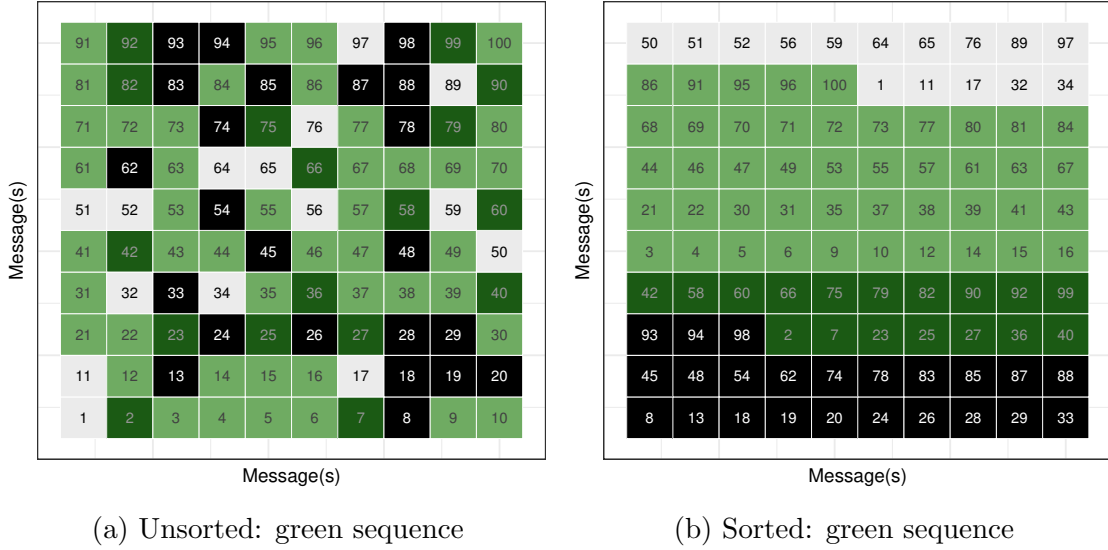 91 92 93 94 95 96 97 98 99 100
81 82 83 84 85 86 87 88 89 90
71 72 73 74 75 76 77 78 79 80
61 62 63 64 65 66 67 68 69 70
51 52 53 54 55 56 57 58 59 60
41 42 43 44 45 46 47 48 49 50
31 32 33 34 35 36 37 38 39 40
21 22 23 24 25 26 27 28 29 30
11 12 13 14 15 16 17 18 19 20
1 2 3 4 5 6 7 8 9 10
Message(s)
Message(s)
(a) Unsorted: green sequence
50 51 52 56 59 64 65 76 89 97
86 91 95 96 100 1 11 17 32 34
68 69 70 71 72 73 77 80 81 84
44 46 47 49 53 55 57 61 63 67
21 22 30 31 35 37 38 39 41 43
3 4 5 6 9 10 12 14 15 16
42 58 60 66 75 79 82 90 92 99
93 94 98 2 7 23 25 27 36 40
45 48 54 62 74 78 83 85 87 88
8 13 18 19 20 24 26 28 29 33
Message(s)
Message(s)
(b) Sorted: green sequence